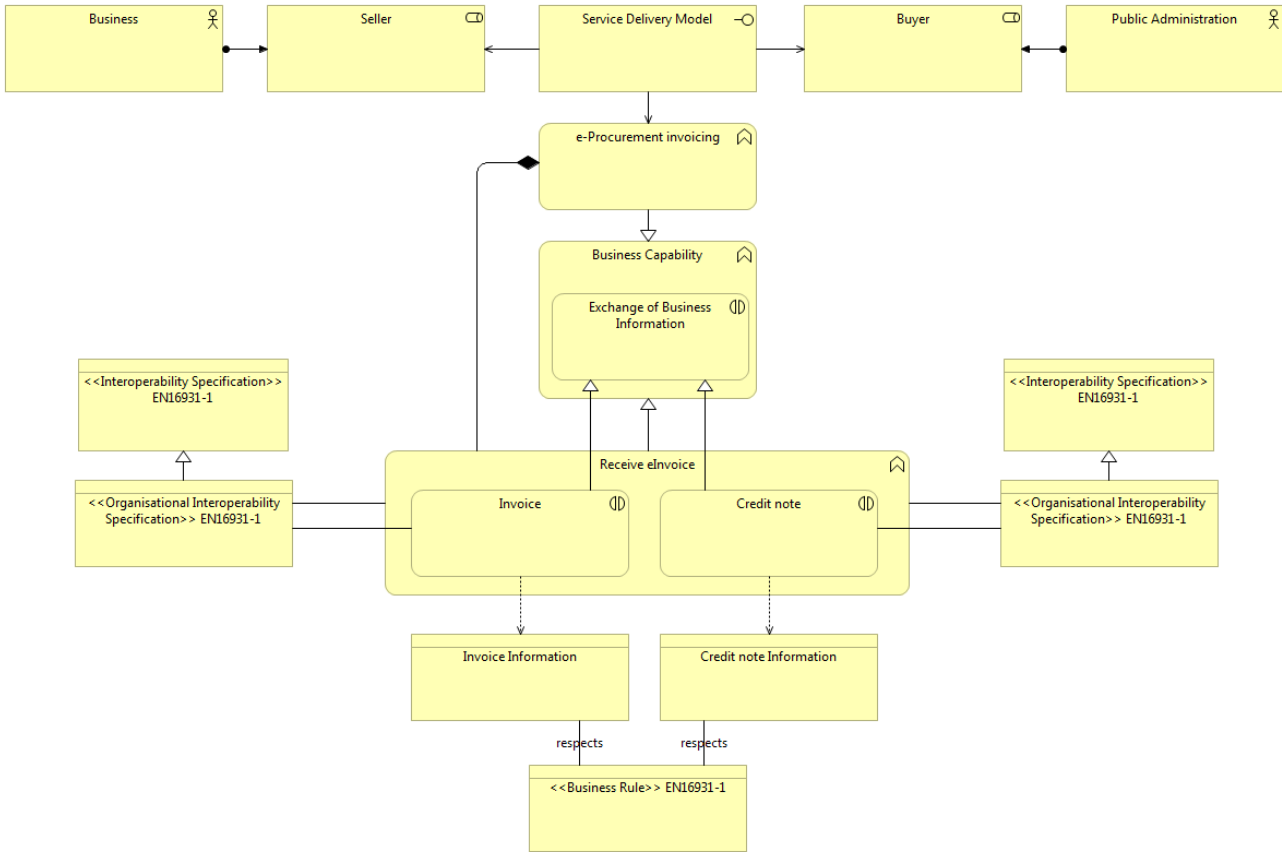 Business
Seller
Service Delivery Model
Buyer
Public Administration
e-Procurement invoicing
Business Capability
Exchange of Business
Information
<<Interoperability Specification>>
EN16931-1
<<Interoperability Specification>>
EN16931-1
Receive eInvoice
<<Organisational Interoperability
Specification>> EN16931-1
Invoice
Credit note
<<Organisational Interoperability
Specification>> EN16931-1
Invoice Information
Credit note Information
respects
respects
<<Business Rule>> EN16931-1